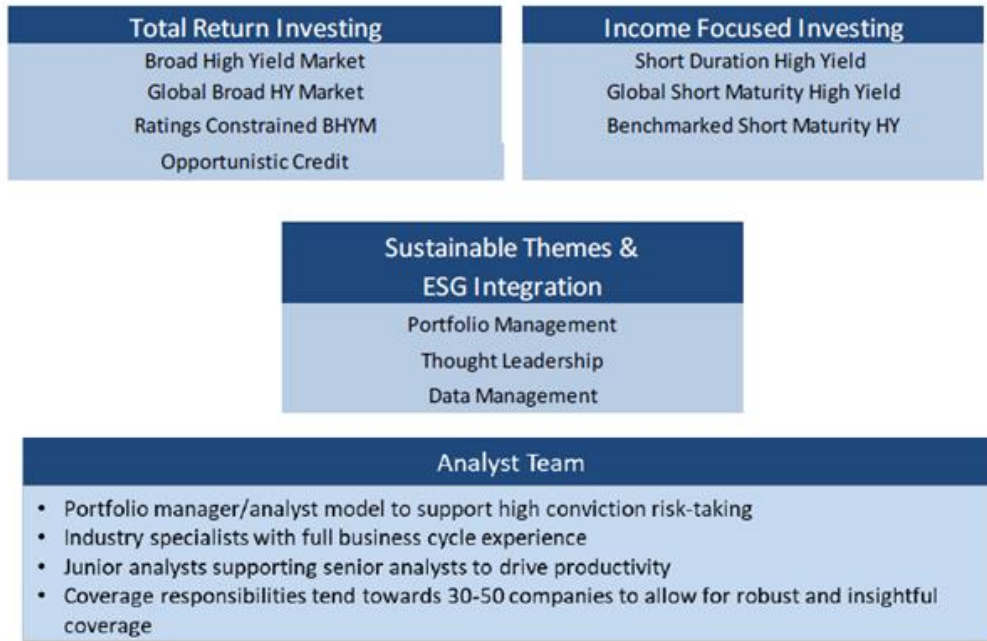 Total Return Investing
Broad High Yield Market
Global Broad HY Market
Ratings Constrained BHYM
Opportunistic Credit
Income Focused Investing
Short Duration High Yield
Global Short Maturity High Yield
Benchmarked Short Maturity HY
Sustainable Themes &
ESG Integration
Portfolio Management
Thought Leadership
Data Management
Analyst Team
• Portfolio manager/analyst model to support high conviction risk-taking
• Industry specialists with full business cycle experience
• Junior analysts supporting senior analysts to drive productivity
• Coverage responsibilities tend towards 30-50 companies to allow for robust and insightful
coverage